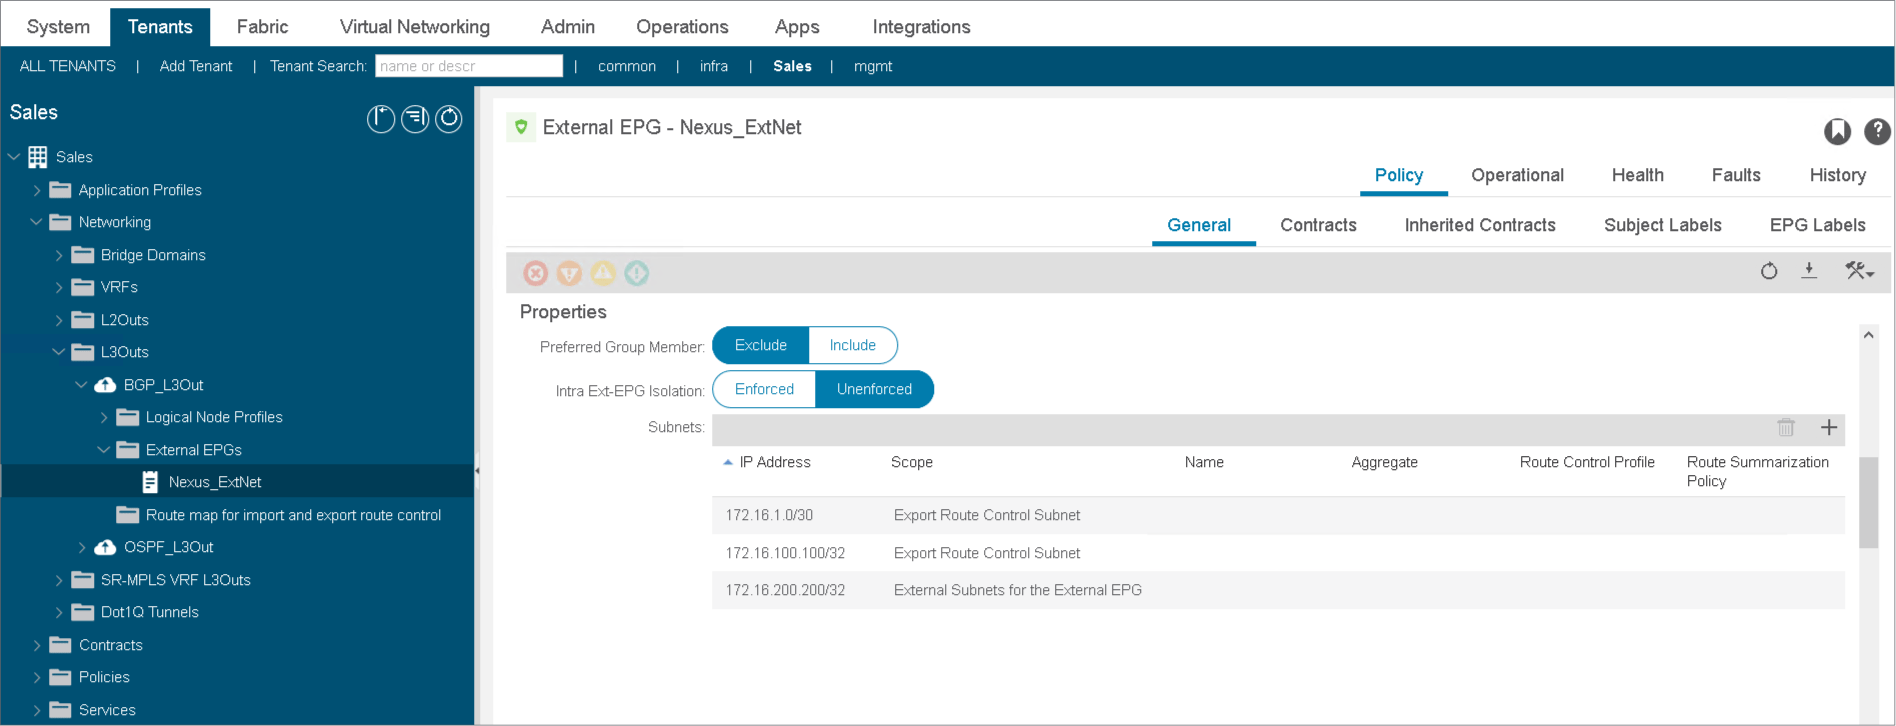 System Tenants Fabric Virtual Networking Admin Operations Apps Integrations
ALL TENANTS | Add Tenant | Tenant Search: name or descr | common | infra | Sales | mgmt
Sales
Sales
Application Profiles
Networking
Bridge Domains
VRFs
L2Outs
L3Outs
BGP_L3Out
Logical Node Profiles
External EPGs
Nexus_ExtNet
Route map for import and export route control
OSPF_L3Out
SR-MPLS VRF L3Outs
Dot1Q Tunnels
Contracts
Policies
Services
External EPG - Nexus_ExtNet
Policy Operational Health Faults History
General Contracts Inherited Contracts Subject Labels EPG Labels
Properties
Preferred Group Member: Exclude Include
Intra Ext-EPG Isolation: Enforced Unenforced
Subnets:
IP Address Scope Name Aggregate Route Control Profile Route Summarization
Policy
172.16.1.0/30 Export Route Control Subnet
172.16.100.100/32 Export Route Control Subnet
172.16.200.200/32 External Subnets for the External EPG